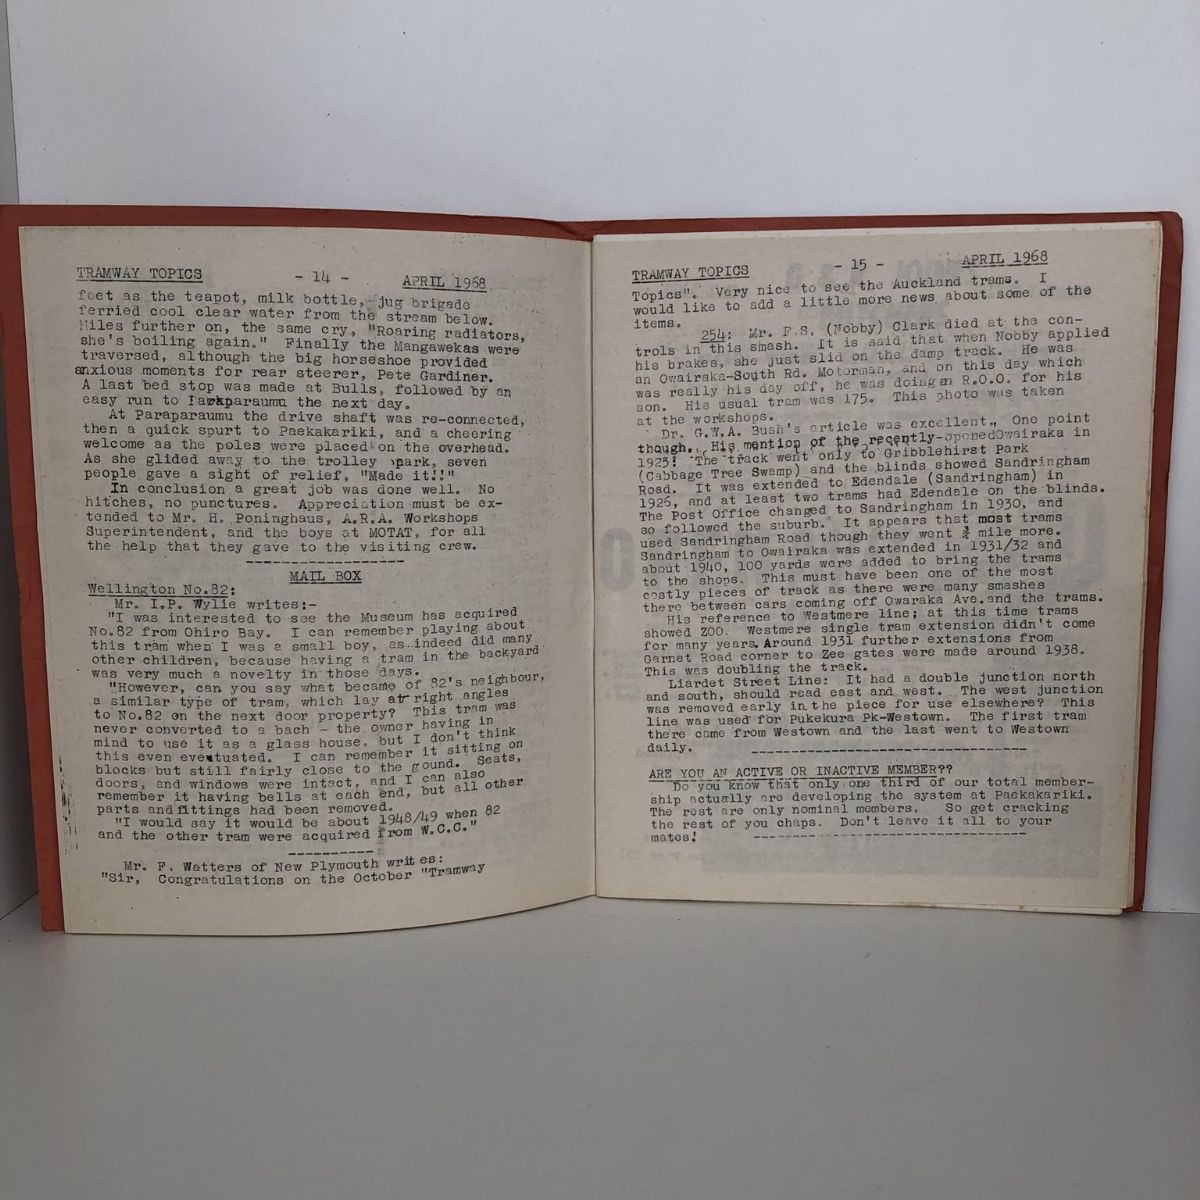 TRAMWAY TOPICS - 14 - APRIL 1968
feet as the teapot, milk bottle, jug brigade
ferried cool clear water from the stream below.
Miles further on, the same cry, "Roaring radiators,
she's boiling again." Finally the Mangawekas were
traversed, although the big horseshoe provided
anxious moments for rear steerer, Pete Gardiner.
A last bed stop was made at Bulls, followed by an
easy run to Paraparaumu the next day.
At Paraparaumu the drive shaft was re-connected,
then a quick spurt to Paekakariki, and a cheering
welcome as the poles were placed on the overhead.
As she glided away to the trolley park, seven
people gave a sight of relief, "Made it!!"
In conclusion a great job was done well. No
hitches, no punctures. Appreciation must be ex-
tended to Mr. H. Poninghaus, A.R.A. Workshops
Superintendent, and the boys at MOTAT, for all
the help that they gave to the visiting crew.
MAIL BOX
Wellington No.82:
Mr. I.P. Wylie writes:-
"I was interested to see the Museum has acquired
No.82 from Ohiro Bay. I can remember playing about
this tram when I was a small boy, as indeed did many
other children, because having a tram in the backyard
was very much a novelty in those days.
"However, can you say what became of 82's neighbour,
a similar type of tram, which lay at right angles
to No.82 on the next door property? This tram was
never converted to a bach - the owner having in
mind to use it as a glass house, but I don't think
this even eventuated. I can remember it sitting on
blocks but still fairly close to the gound. Seats,
doors, and windows were intact, and I can also
remember it having bells at each end, but all other
parts and fittings had been removed.
"I would say it would be about 1948/49 when 82
and the other tram were acquired from W.C.C."
Mr. F. Watters of New Plymouth writes:
"Sir, Congratulations on the October "Tramway
TRAMWAY TOPICS - 15 - APRIL 1968
Topics". Very nice to see the Auckland trams. I
would like to add a little more news about some of the
items.
254: Mr. F.S. (Nobby) Clark died at the con-
trols in this smash. It is said that when Nobby applied
his brakes, she just slid on the damp track. He was
an Owairaka-South Rd. Motorman, and on this day which
was really his day off, he was doing an R.O.O. for his
son. His usual tram was 175. This photo was taken
at the workshops.
Dr. G.W.A. Bush's article was excellent. One point
though. His mention of the recently-opened Owairaka in
1925! The track went only to Gribblehirst Park
(Cabbage Tree Swamp) and the blinds showed Sandringham
Road. It was extended to Edendale (Sandringham) in
1926, and at least two trams had Edendale on the blinds.
The Post Office changed to Sandringham in 1930, and
so followed the suburb. It appears that most trams
used Sandringham Road though they went ¾ mile more.
Sandringham to Owairaka was extended in 1931/32 and
about 1940, 100 yards were added to bring the trams
to the shops. This must have been one of the most
costly pieces of track as there were many smashes
there between cars coming off Owaraka Ave. and the trams.
His reference to Westmere line; at this time trams
showed ZOO. Westmere single tram extension didn't come
for many years. Around 1931 further extensions from
Garnet Road corner to Zee gates were made around 1938.
This was doubling the track.
Liardet Street Line: It had a double junction north
and south, should read east and west. The west junction
was removed early in the piece for use elsewhere? This
line was used for Pukekura Pk-Westown. The first tram
there came from Westown and the last went to Westown
daily.
ARE YOU AN ACTIVE OR INACTIVE MEMBER??
Do you know that only one third of our total member-
ship actually are developing the system at Paekakariki.
The rest are only nominal members. So get cracking
the rest of you chaps. Don't leave it all to your
mates!